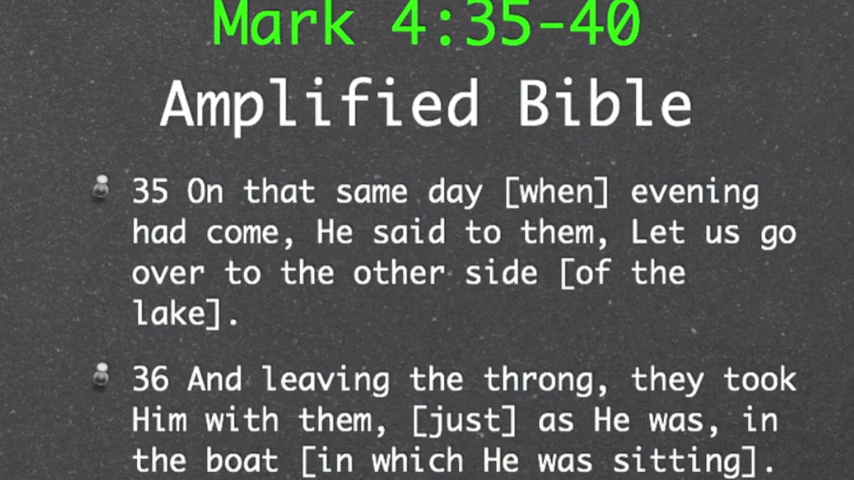 Mark 4:35-40
Amplified Bible
35 On that same day [when] evening
had come, He said to them, Let us go
over to the other side [of the
lake].
36 And leaving the throng, they took
Him with them, [just] as He was, in
the boat [in which He was sitting].